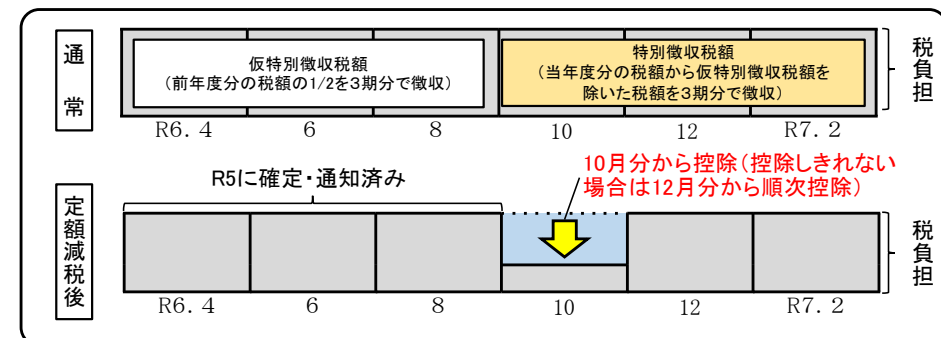 通常
仮特別徴収税額
（前年度分の税額の1/2を3期分で徴収）
特別徴収税額
（当年度分の税額から仮特別徴収税額を
除いた税額を3期分で徴収）
税負担
R6.4 6 8 10 12 R7.2
R5に確定・通知済み
10月分から控除（控除しきれない
場合は12月分から順次控除）
定額減税後
税負担
R6.4 6 8 10 12 R7.2